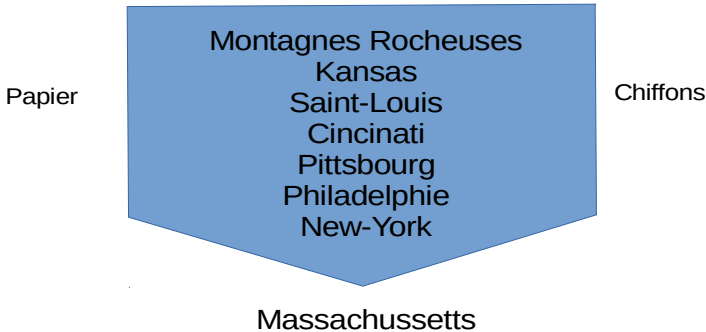 Montagnes Rocheuses
Kansas
Papier
Saint-Louis
Chiffons
Cincinati
Pittsbourg
Philadelphie
New-York
Massachussetts